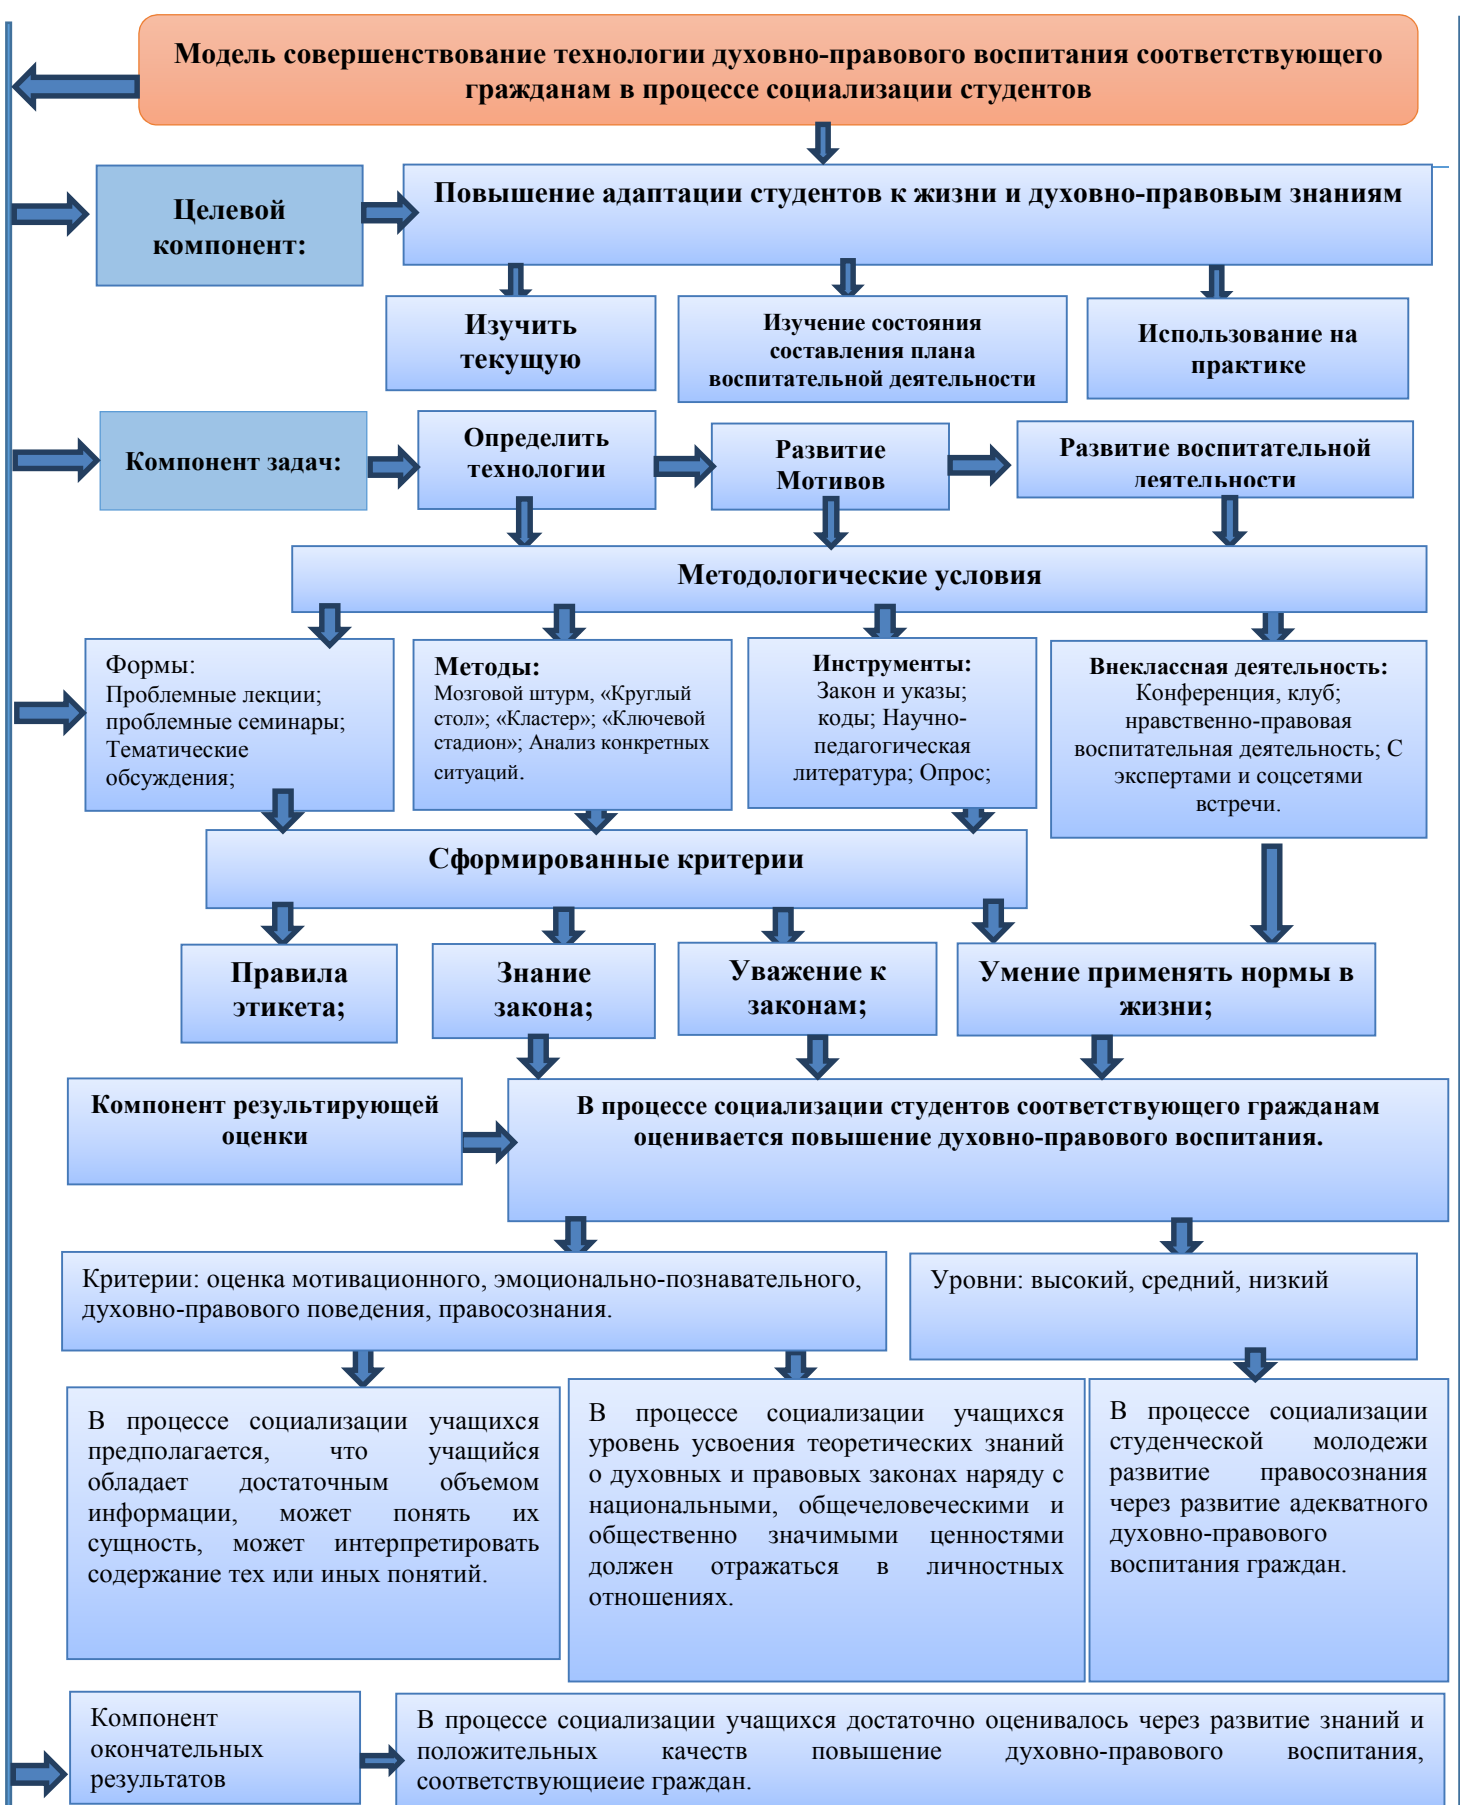 Модель совершенствование технологии духовно-правового воспитания соответствующего
гражданам в процессе социализации студентов
Целевой
компонент:
Повышение адаптации студентов к жизни и духовно-правовым знаниям
Изучить
текущую
Изучение состояния
составления плана
воспитательной деятельности
Использование на
практике
Компонент задач:
Определить
технологии
Развитие
Мотивов
Развитие воспитательной
деятельности
Методологические условия
Формы:
Проблемные лекции;
проблемные семинары;
Тематические
обсуждения;
Методы:
Мозговой штурм, «Круглый
стол»; «Кластер»; «Ключевой
стадион»; Анализ конкретных
ситуаций.
Инструменты:
Закон и указы;
коды; Научно-
педагогическая
литература; Опрос;
Внеклассная деятельность:
Конференция, клуб;
нравственно-правовая
воспитательная деятельность; С
экспертами и соцсетями
встречи.
Сформированные критерии
Правила
этикета;
Знание
закона;
Уважение к
законам;
Умение применять нормы в
жизни;
Компонент результирующей
оценки
В процессе социализации студентов соответствующего гражданам
оценивается повышение духовно-правового воспитания.
Критерии: оценка мотивационного, эмоционально-познавательного,
духовно-правового поведения, правосознания.
Уровни: высокий, средний, низкий
В процессе социализации учащихся
предполагается, что учащийся
обладает достаточным объемом
информации, может понять их
сущность, может интерпретировать
содержание тех или иных понятий.
В процессе социализации учащихся
уровень усвоения теоретических знаний
о духовных и правовых законах наряду с
национальными, общечеловеческими и
общественно значимыми ценностями
должен отражаться в личностных
отношениях.
В процессе социализации
студенческой молодежи
развитие правосознания
через развитие адекватного
духовно-правового
воспитания граждан.
Компонент
окончательных
результатов
В процессе социализации учащихся достаточно оценивалось через развитие знаний и
положительных качеств повышение духовно-правового воспитания,
соответствующиеие граждан.